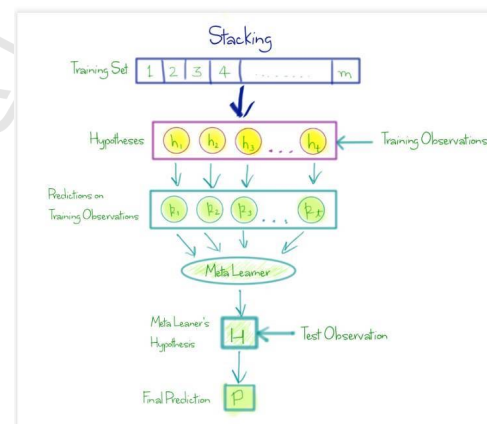 Stacking
Training Set 1 2 3 4 ......... m
Hypotheses h₁ h₂ h₃ ... hₜ Training Observations
Predictions on
Training Observations
p₁ p₂ p₃ ... pₜ
Meta Learner
Meta Leaner's
Hypothesis
H Test Observation
Final Prediction P